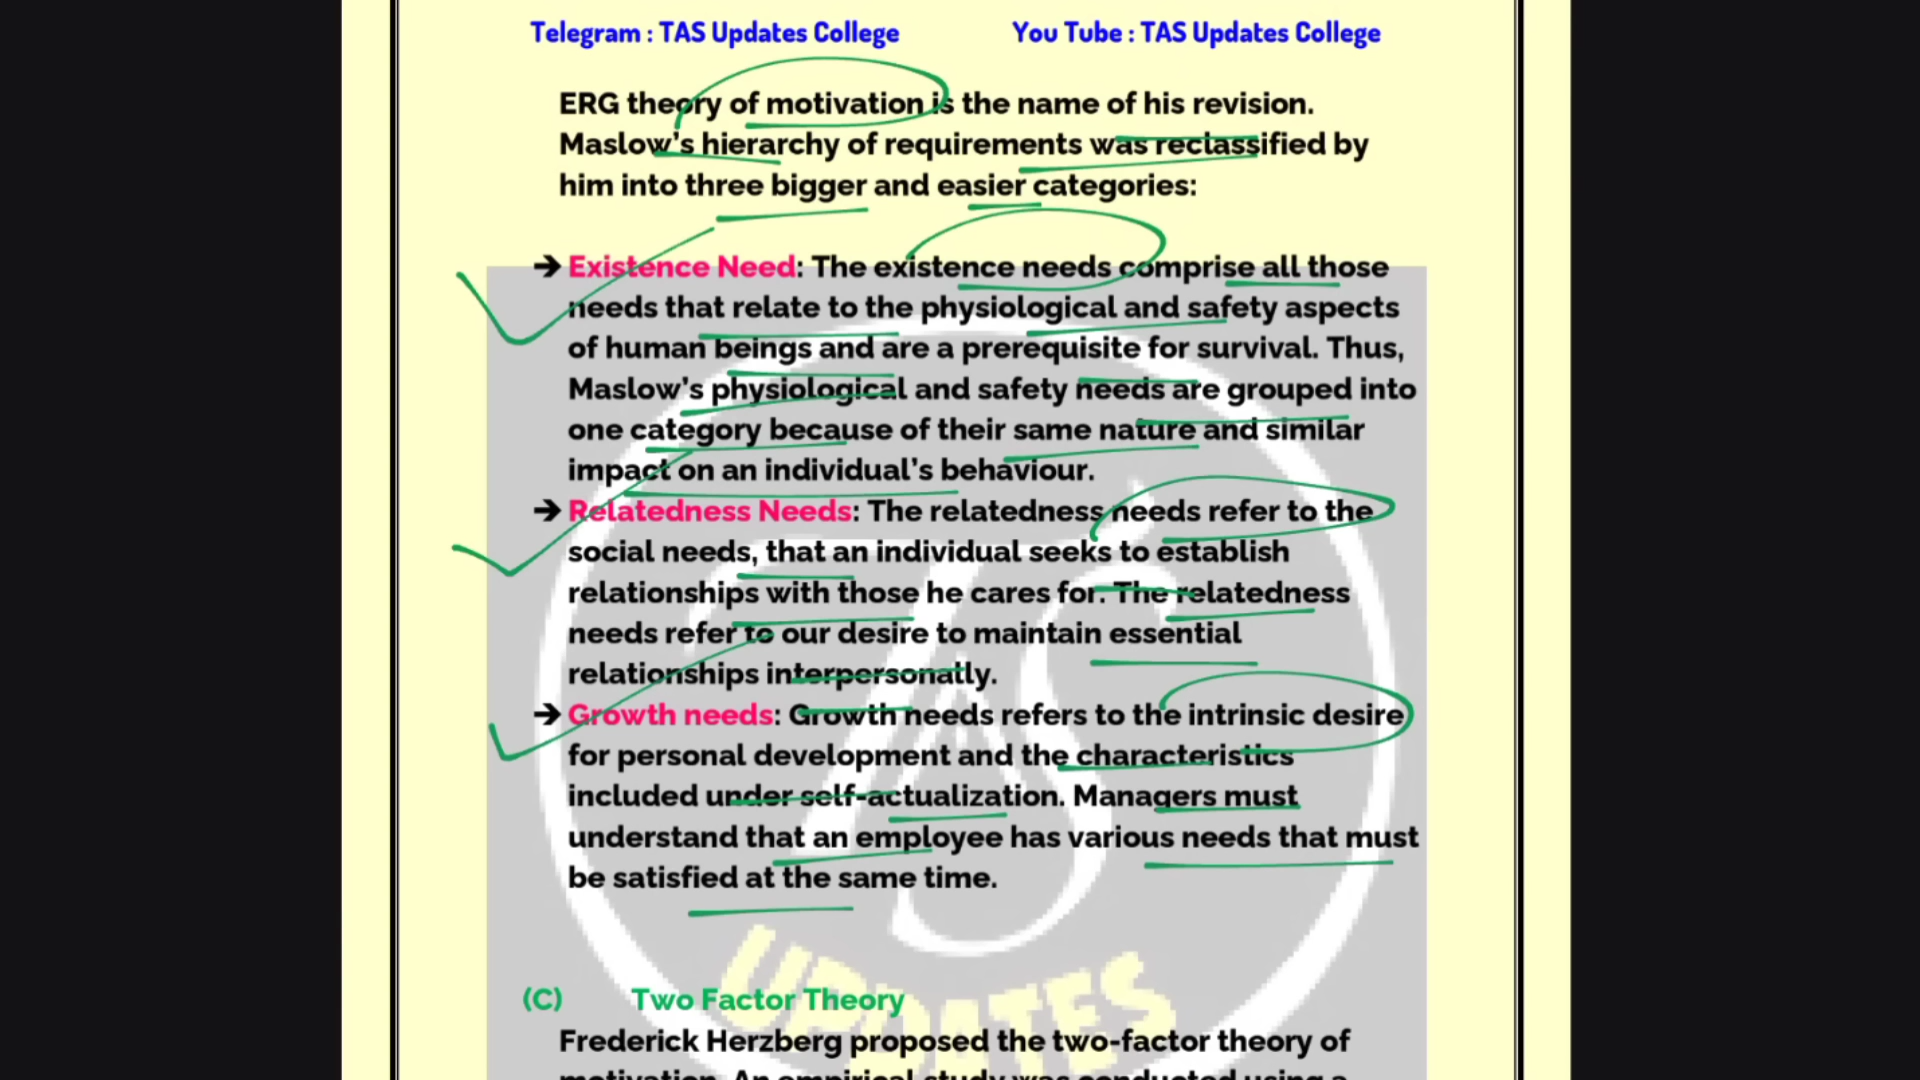 Telegram : TAS Updates College You Tube : TAS Updates College
ERG theory of motivation is the name of his revision.
Maslow's hierarchy of requirements was reclassified by
him into three bigger and easier categories:
➔ Existence Need: The existence needs comprise all those
needs that relate to the physiological and safety aspects
of human beings and are a prerequisite for survival. Thus,
Maslow's physiological and safety needs are grouped into
one category because of their same nature and similar
impact on an individual's behaviour.
➔ Relatedness Needs: The relatedness needs refer to the
social needs, that an individual seeks to establish
relationships with those he cares for. The relatedness
needs refer to our desire to maintain essential
relationships interpersonally.
➔ Growth needs: Growth needs refers to the intrinsic desire
for personal development and the characteristics
included under self-actualization. Managers must
understand that an employee has various needs that must
be satisfied at the same time.
UPDATES
(C) Two Factor Theory
Frederick Herzberg proposed the two-factor theory of
motivation. An empirical study was conducted using a